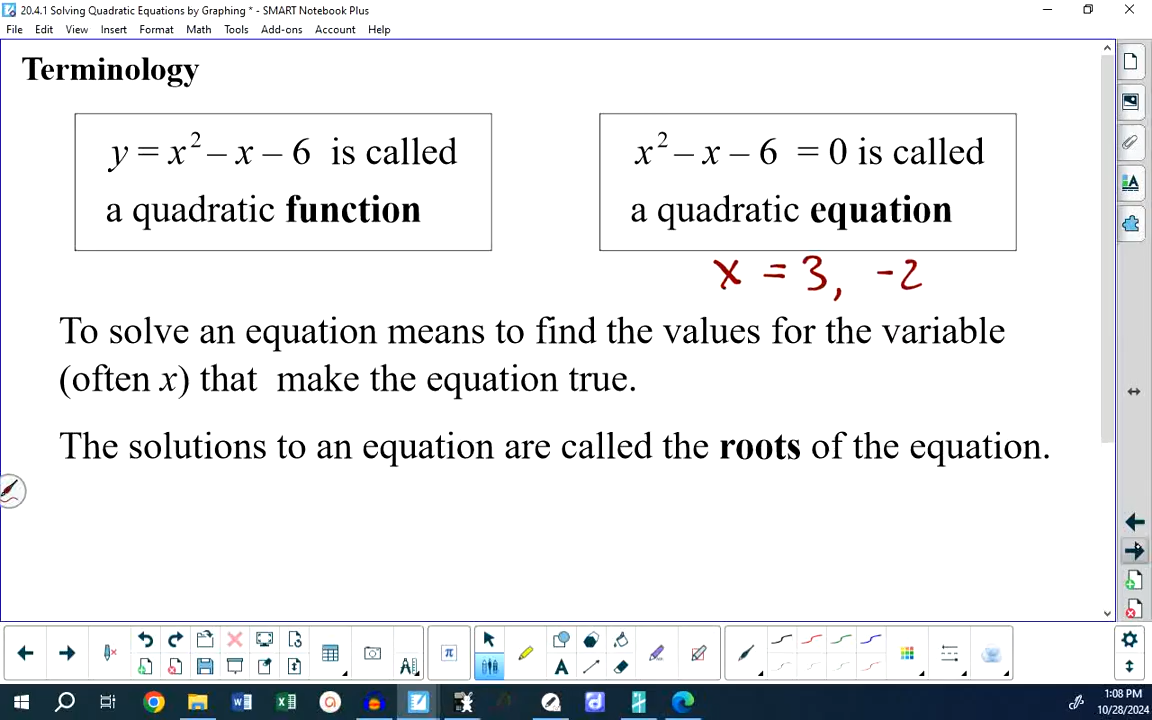 20.4.1 Solving Quadratic Equations by Graphing * - SMART Notebook Plus
File Edit View Insert Format Math Tools Add-ons Account Help
Terminology
y = x² – x – 6 is called
a quadratic function
x² – x – 6 = 0 is called
a quadratic equation
x = 3, -2
To solve an equation means to find the values for the variable
(often x) that make the equation true.
The solutions to an equation are called the roots of the equation.
1:08 PM
10/28/2024